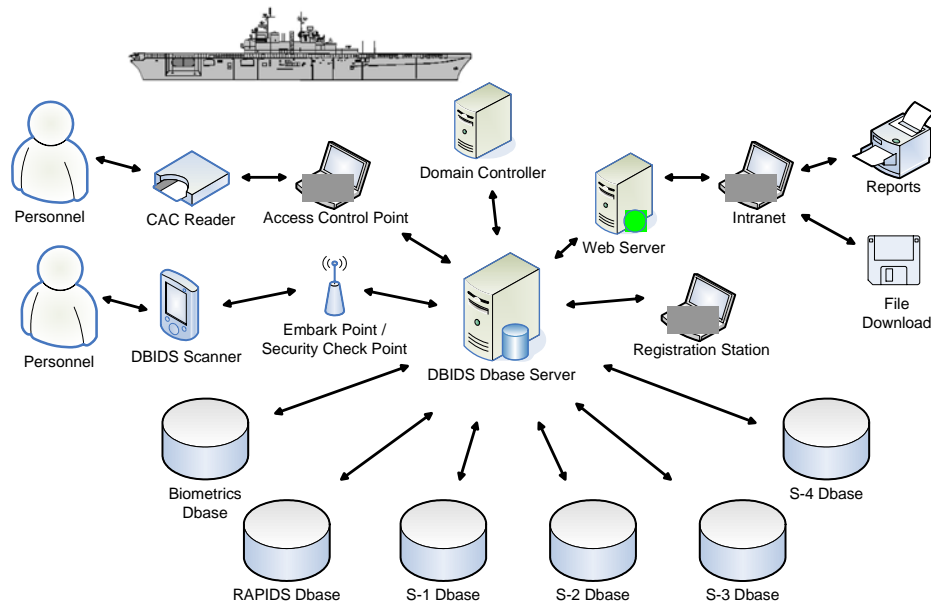 Domain Controller
Reports
Personnel
CAC Reader
Access Control Point
Intranet
Web Server
File
Download
Embark Point /
Security Check Point
Personnel
DBIDS Scanner
Registration Station
DBIDS Dbase Server
Biometrics
Dbase
S-4 Dbase
RAPIDS Dbase
S-1 Dbase
S-2 Dbase
S-3 Dbase